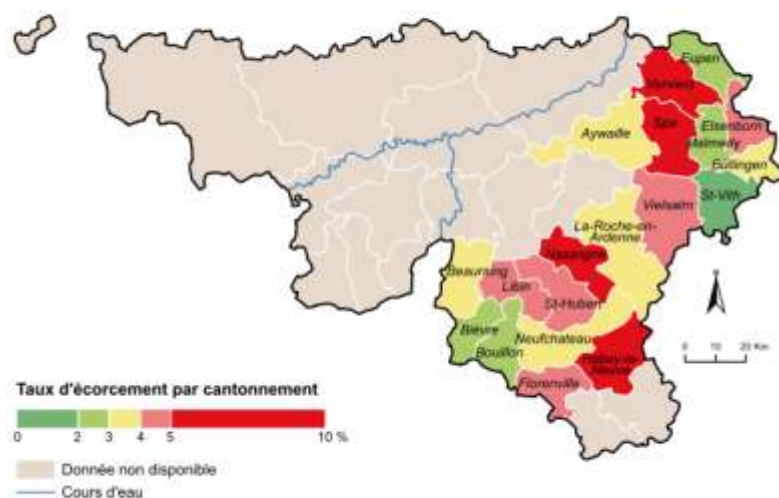 Eupen
Verviers
Spa
Elsenborn
Malmedy
Büllingen
Aywaille
St-Vith
Vielsalm
La-Roche-en-
Ardenne
Nassogne
Beauraing
Libin
St-Hubert
Bièvre
Neufchateau
Bouillon
Habay-la-
Neuve
Florenville
0 10 20 Km
Taux d'écorcement par cantonnement
0 2 3 4 5 10 %
Donnée non disponible
Cours d'eau